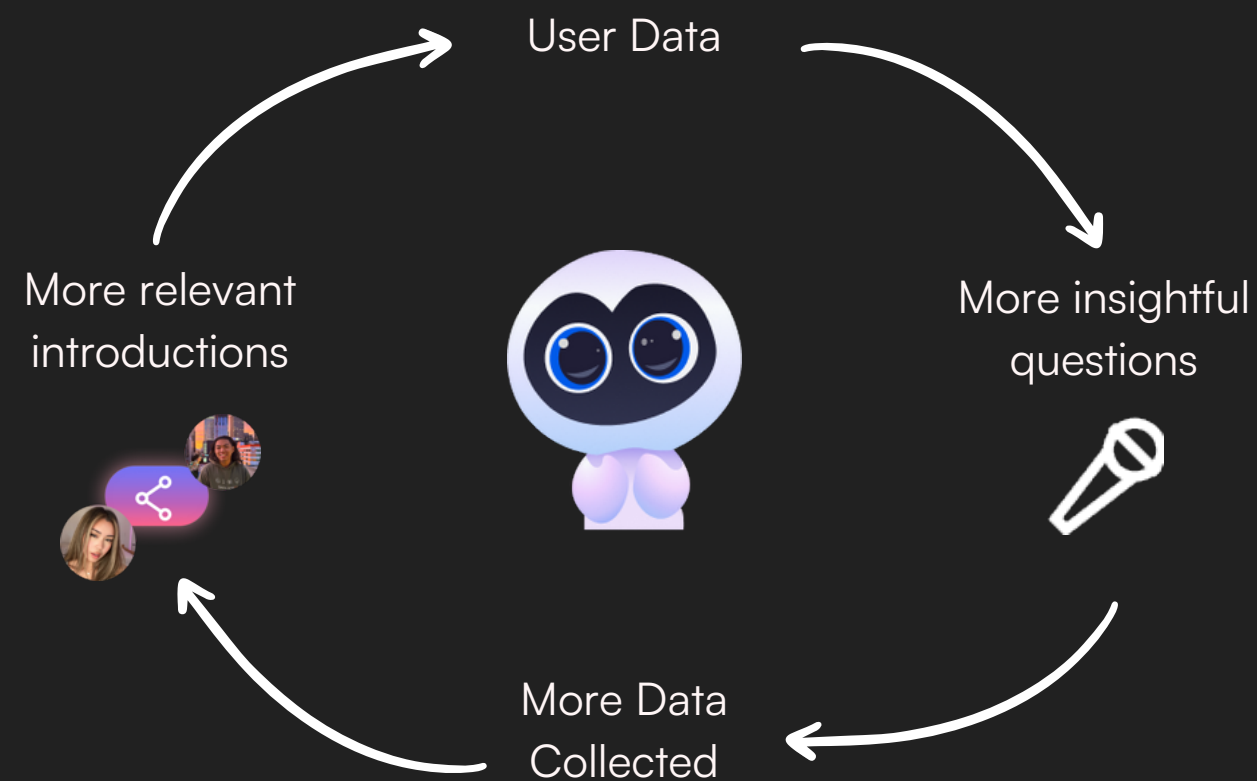 User Data
More relevant
introductions
More insightful
questions
More Data
Collected